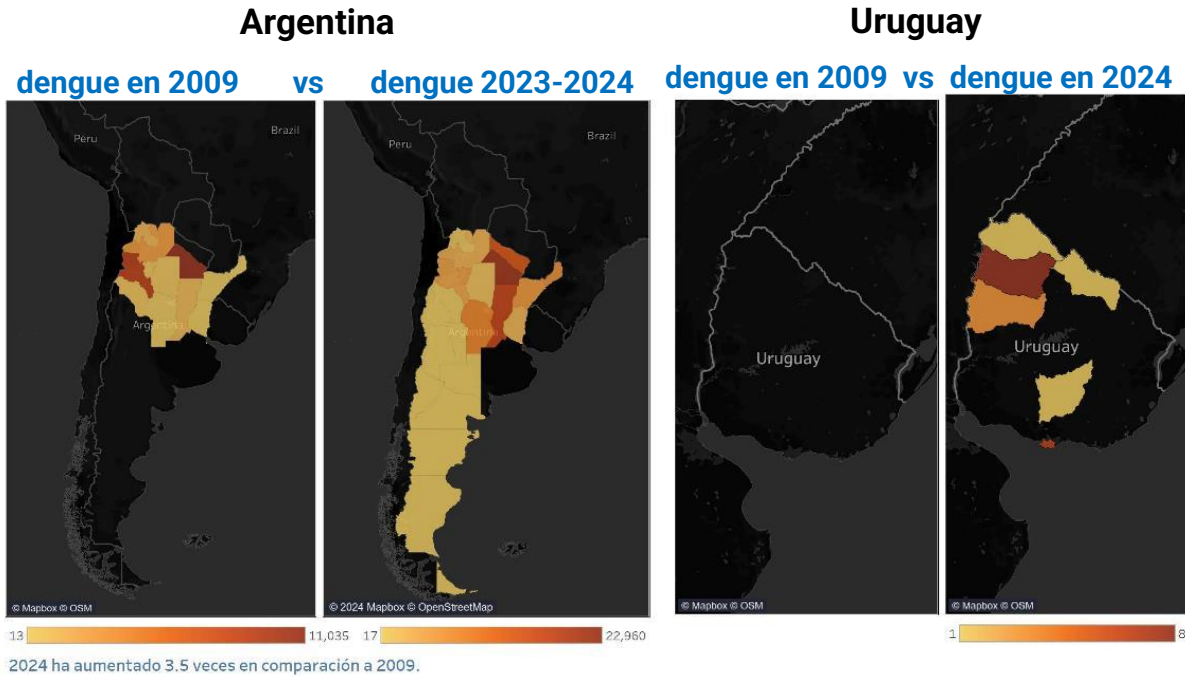 Argentina
Uruguay
dengue en 2009 vs dengue 2023-2024
dengue en 2009 vs dengue en 2024
Peru
Brazil
Argentina
© Mapbox © OSM
Peru
Brazil
Argentina
© 2024 Mapbox © OpenStreetMap
Uruguay
© Mapbox © OSM
Uruguay
© Mapbox © OSM
13 11,035
17 22,960
1 8
2024 ha aumentado 3.5 veces en comparación a 2009.